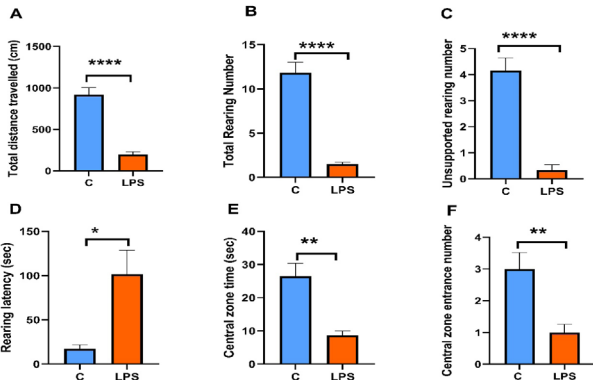 A
Total distance travelled (cm)
1500
1000
500
0
****
C LPS
B
Total Rearing Number
15
10
5
0
****
C LPS
C
Unsupported rearing number
5
4
3
2
1
0
****
C LPS
D
Rearing latency (sec)
150
100
50
0
*
C LPS
E
Central zone time (sec)
40
30
20
10
0
**
C LPS
F
Central zone entrance number
4
3
2
1
0
**
C LPS